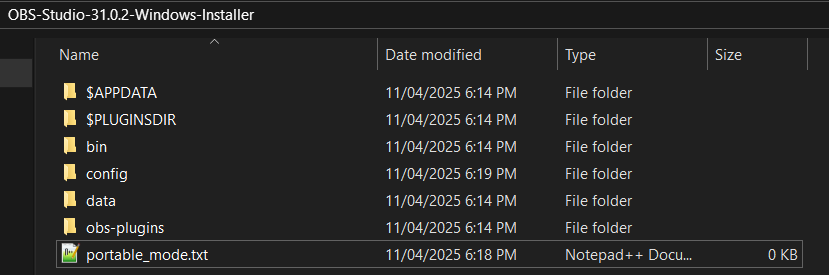 OBS-Studio-31.0.2-Windows-Installer
Name Date modified Type Size
$APPDATA 11/04/2025 6:14 PM File folder
$PLUGINSDIR 11/04/2025 6:14 PM File folder
bin 11/04/2025 6:14 PM File folder
config 11/04/2025 6:19 PM File folder
data 11/04/2025 6:14 PM File folder
obs-plugins 11/04/2025 6:14 PM File folder
portable_mode.txt 11/04/2025 6:18 PM Notepad++ Docu... 0 KB